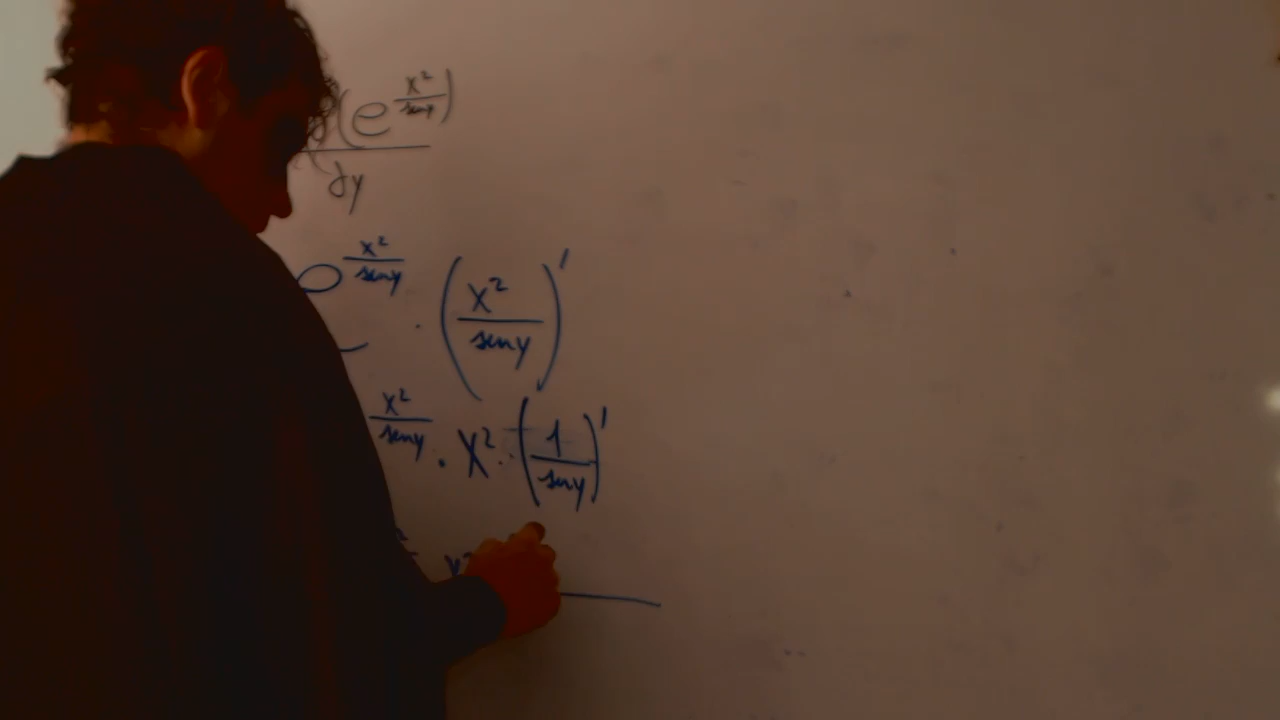 ∂(e^(x²/seny))/∂y
e^(x²/seny) · (x²/seny)'
x²/seny · x² · (1/seny)'